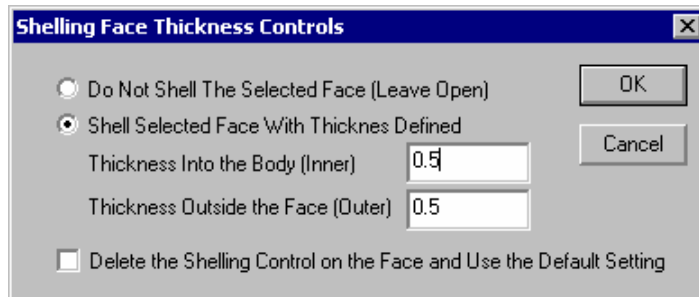 Shelling Face Thickness Controls
Do Not Shell The Selected Face (Leave Open)
OK
Shell Selected Face With Thicknes Defined
Cancel
Thickness Into the Body (Inner) 0.5
Thickness Outside the Face (Outer) 0.5
Delete the Shelling Control on the Face and Use the Default Setting